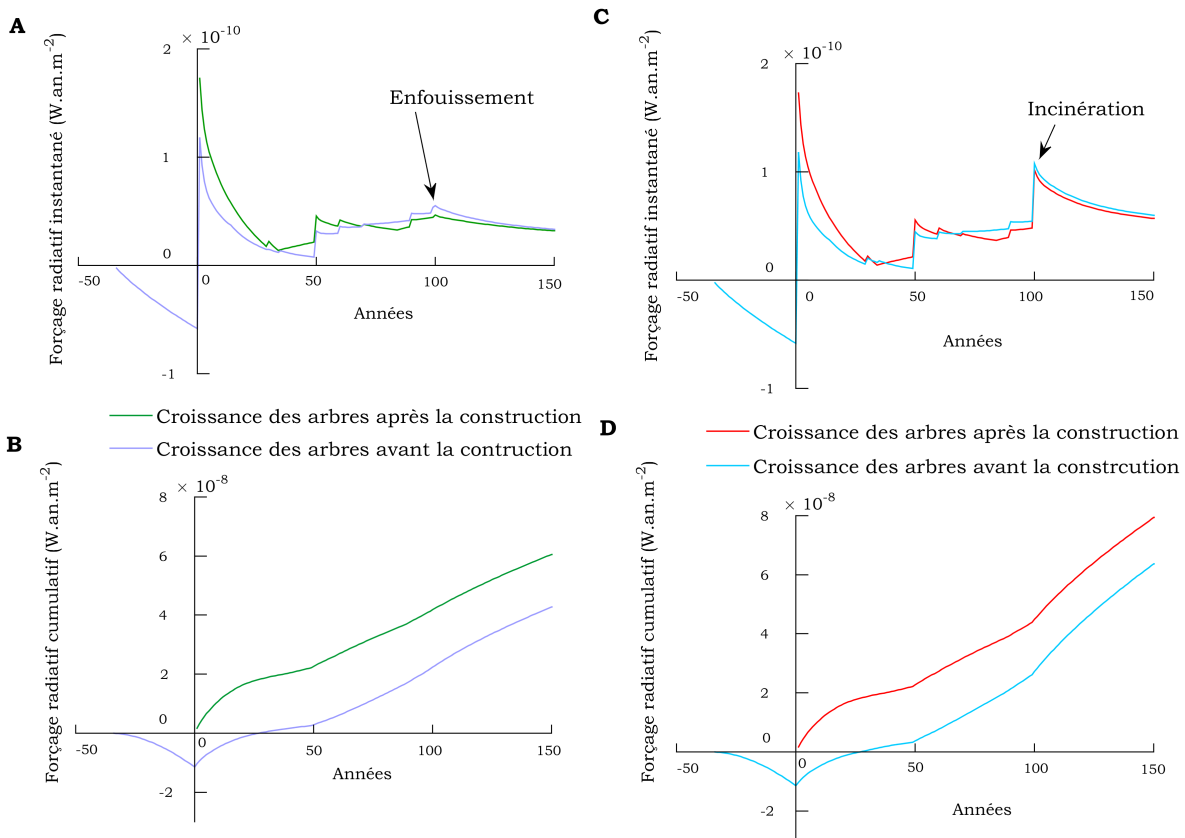 A
Forçage radiatif instantané (W.an.m-2)
× 10-10
2
1
0
-1
-50
0
50
100
150
Années
Enfouissement
Croissance des arbres après la construction
Croissance des arbres avant la contruction
B
Forçage radiatif cumulatif (W.an.m-2)
× 10-8
8
6
4
2
0
-2
-50
0
50
100
150
Années
C
Forçage radiatif instantané (W.an.m-2)
× 10-10
2
1
0
-1
-50
0
50
100
150
Années
Incinération
Croissance des arbres après la construction
Croissance des arbres avant la constrcution
D
Forçage radiatif cumulatif (W.an.m-2)
× 10-8
8
6
4
2
0
-2
-50
0
50
100
150
Années